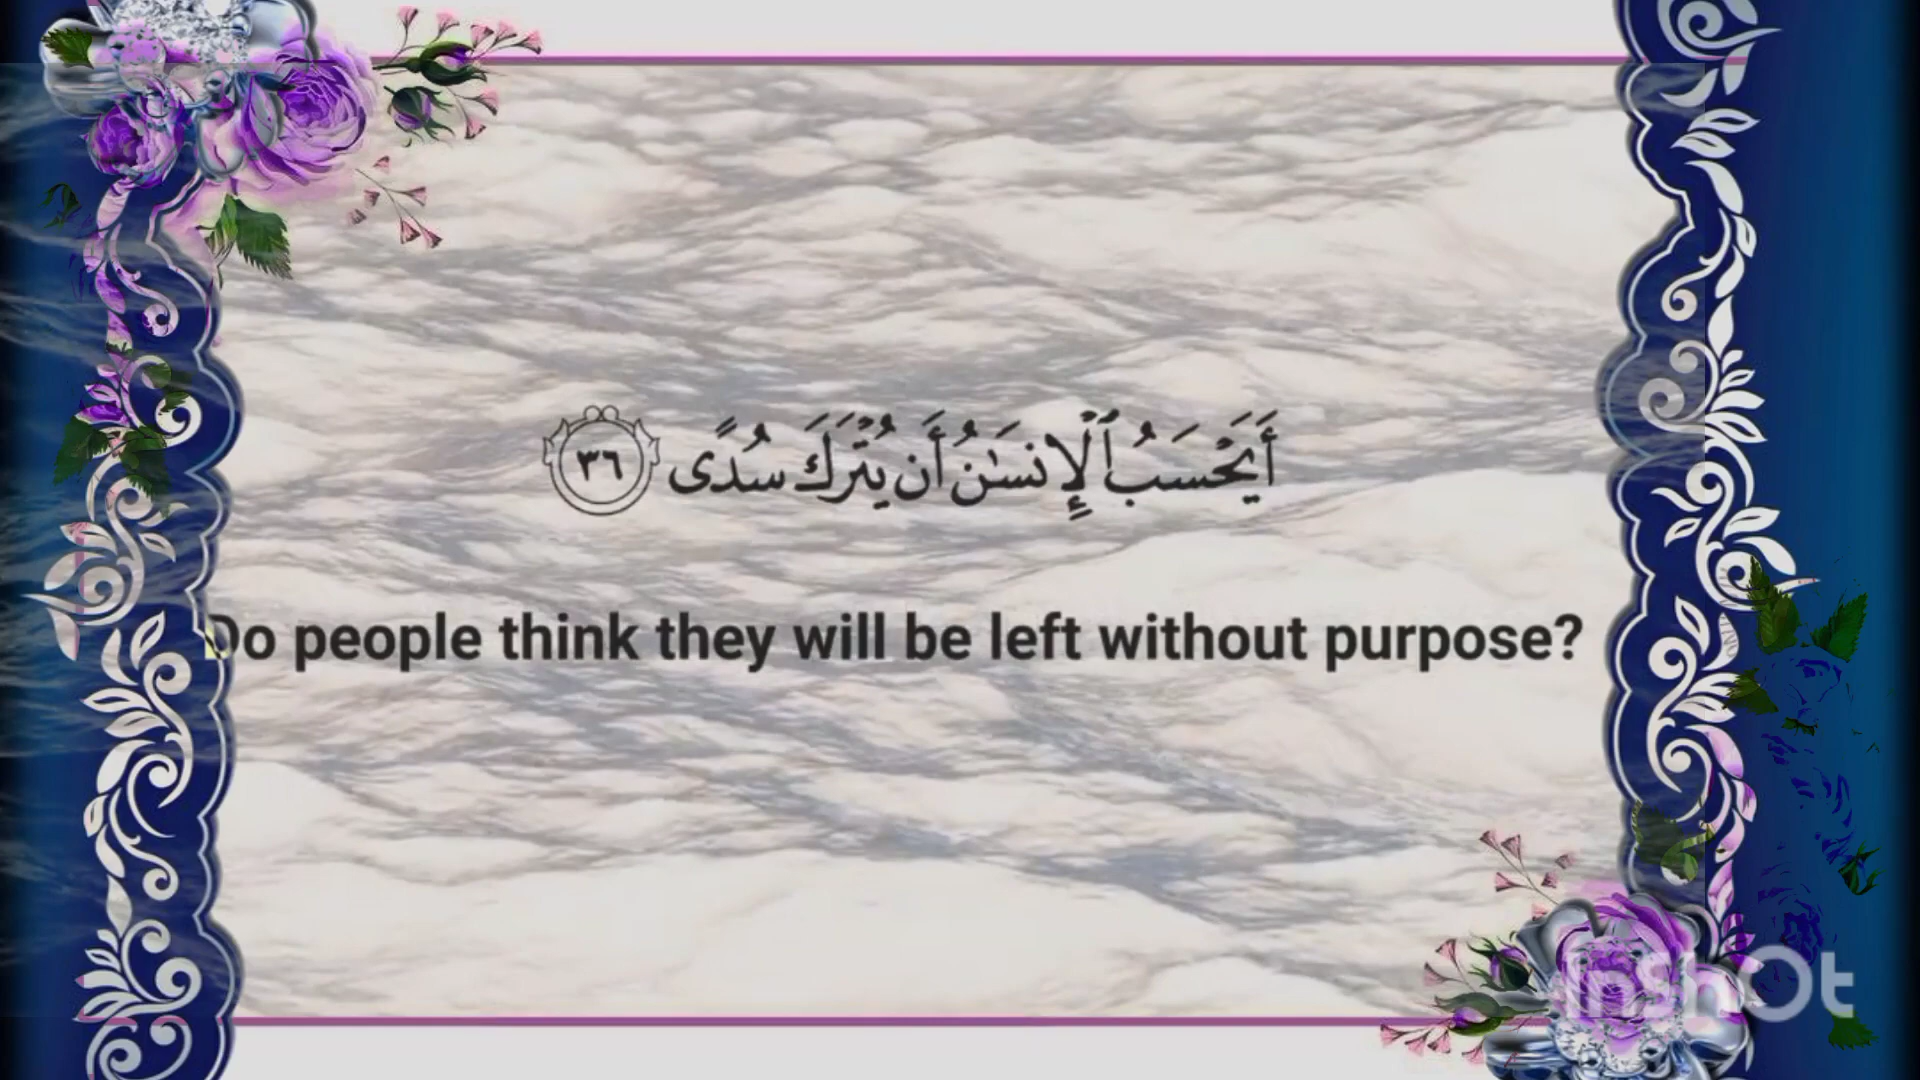 أَيَحْسَبُ ٱلْإِنسَـٰنُ أَن يُتْرَكَ سُدًى ٣٦
Do people think they will be left without purpose?
InShOt